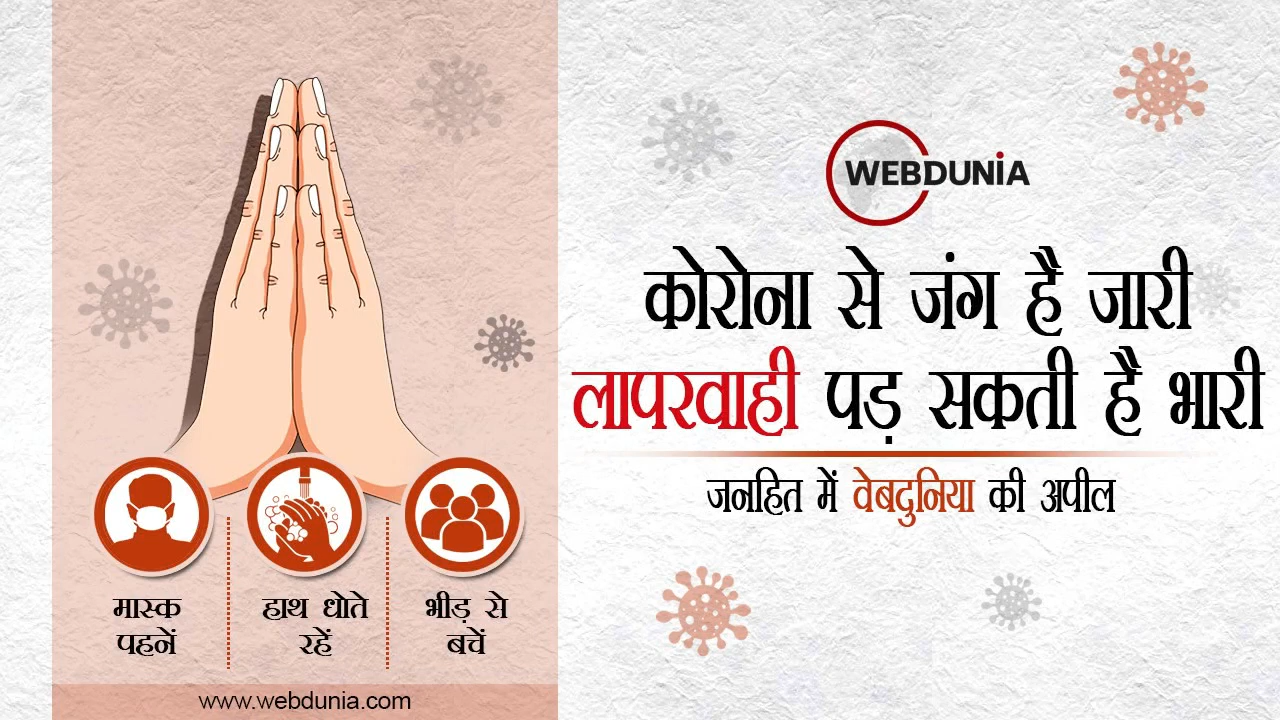 WEBDUNIA
कोरोना से जंग है जारी
लापरवाही पड़ सकती है भारी
जनहित में वेबदुनिया की अपील
मास्क
पहनें
हाथ धोते
रहें
भीड़ से
बचें
www.webdunia.com